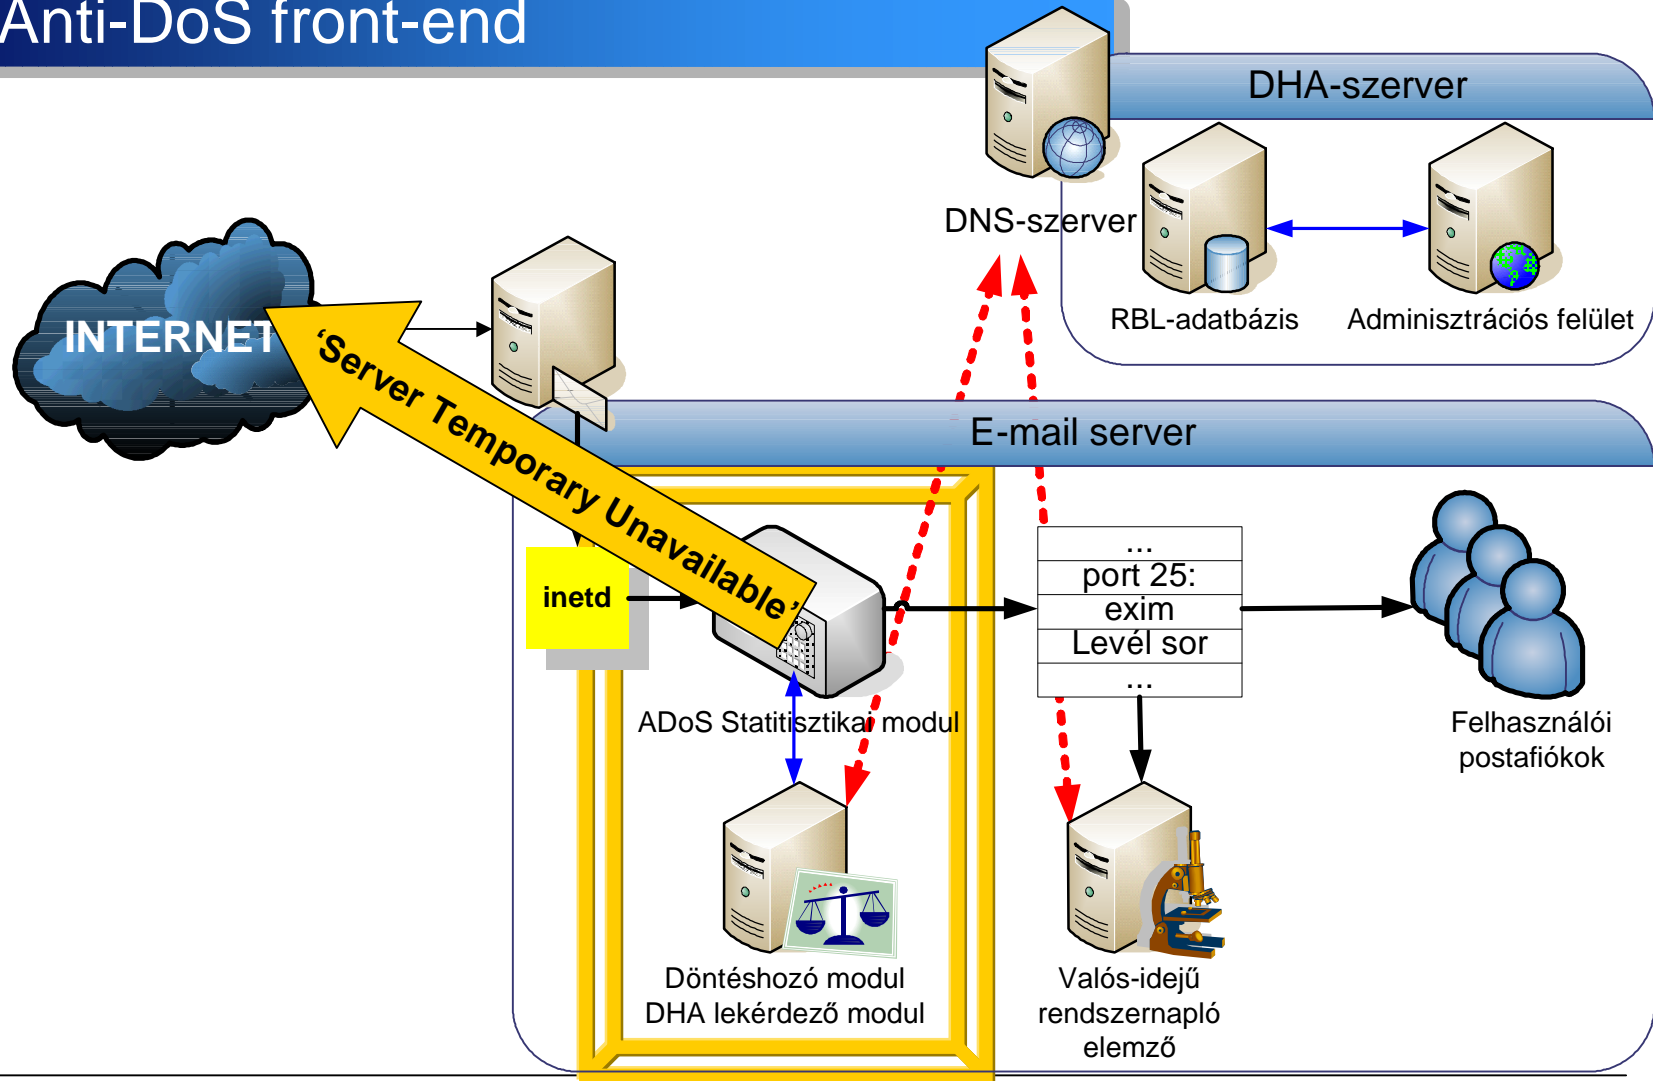 Anti-DoS front-end
DHA-szerver
DNS-szerver
RBL-adatbázis
Adminisztrációs felület
INTERNET
'Server Temporary Unavailable'
E-mail server
inetd
...
port 25:
exim
Levél sor
...
ADoS Statitisztikai modul
Felhasználói
postafiókok
Döntéshozó modul
DHA lekérdező modul
Valós-idejű
rendszernapló
elemző